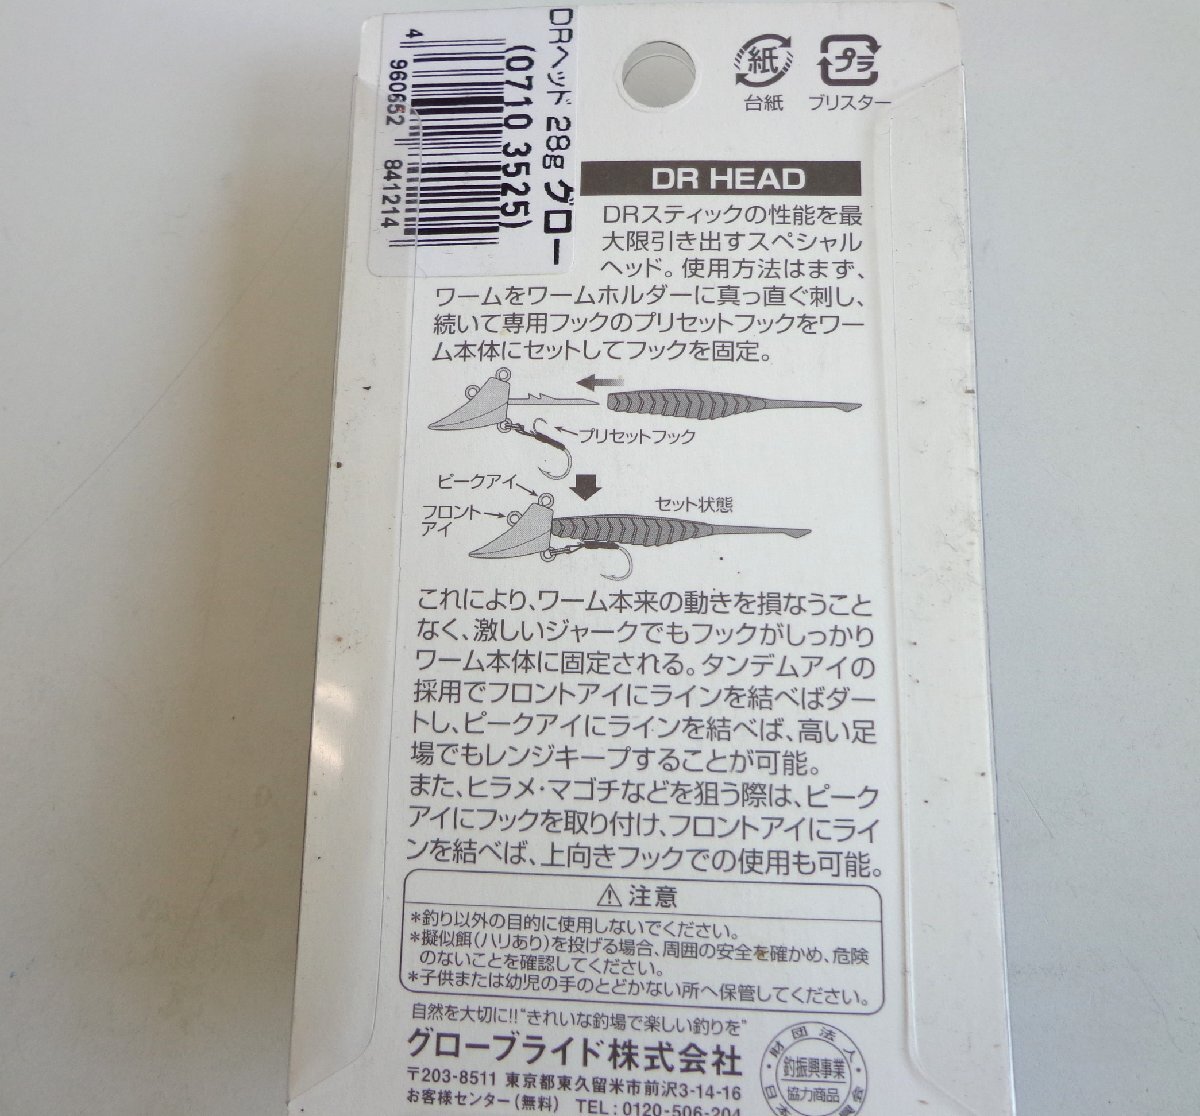 DRヘッド 28g グロー
(0710 3525)
4 960652 841214
紙
台紙
プラ
ブリスター
DR HEAD
DRスティックの性能を最
大限引き出すスペシャル
ヘッド。使用方法はまず、
ワームをワームホルダーに真っ直ぐ刺し、
続いて専用フックのプリセットフックをワー
ム本体にセットしてフックを固定。
プリセットフック
ピークアイ
フロント
アイ
セット状態
これにより、ワーム本来の動きを損なうこと
なく、激しいジャークでもフックがしっかり
ワーム本体に固定される。タンデムアイの
採用でフロントアイにラインを結べばダー
トし、ピークアイにラインを結べば、高い足
場でもレンジキープすることが可能。
また、ヒラメ・マゴチなどを狙う際は、ピーク
アイにフックを取り付け、フロントアイにライ
ンを結べば、上向きフックでの使用も可能。
注意
*釣り以外の目的に使用しないでください。
*擬似餌(ハリあり)を投げる場合、周囲の安全を確かめ、危険
のないことを確認してください。
*子供または幼児の手のとどかない所へ保管してください。
自然を大切に!!"きれいな釣場で楽しい釣りを"
グローブライド株式会社
〒203-8511 東京都東久留米市前沢3-14-16
お客様センター(無料) TEL:0120-506-204
財団法人
釣振興事業
協力商品
日本